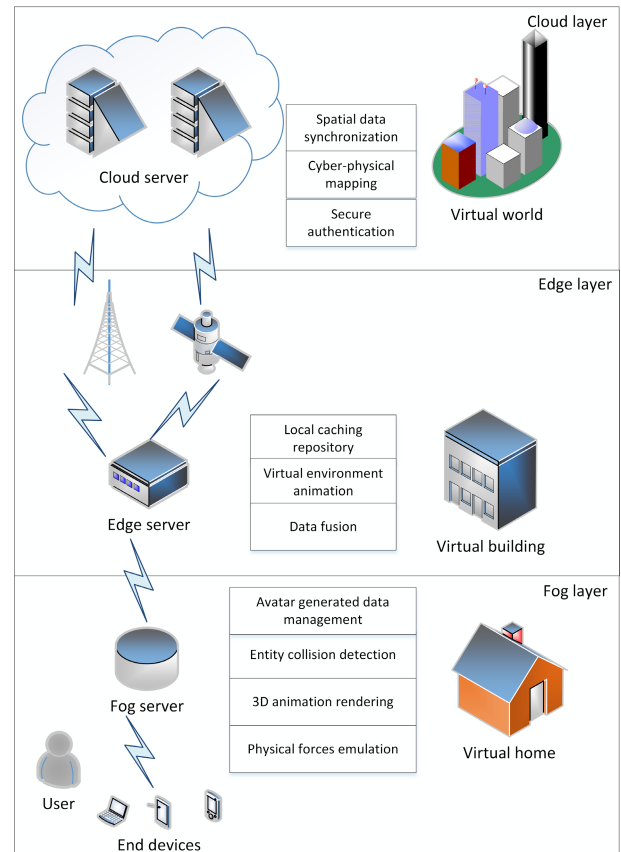 Cloud layer
Cloud server
Spatial data
synchronization
Cyber-physical
mapping
Secure
authentication
Virtual world
Edge layer
Edge server
Local caching
repository
Virtual environment
animation
Data fusion
Virtual building
Fog layer
Fog server
Avatar generated data
management
Entity collision detection
3D animation rendering
Physical forces emulation
Virtual home
User
End devices